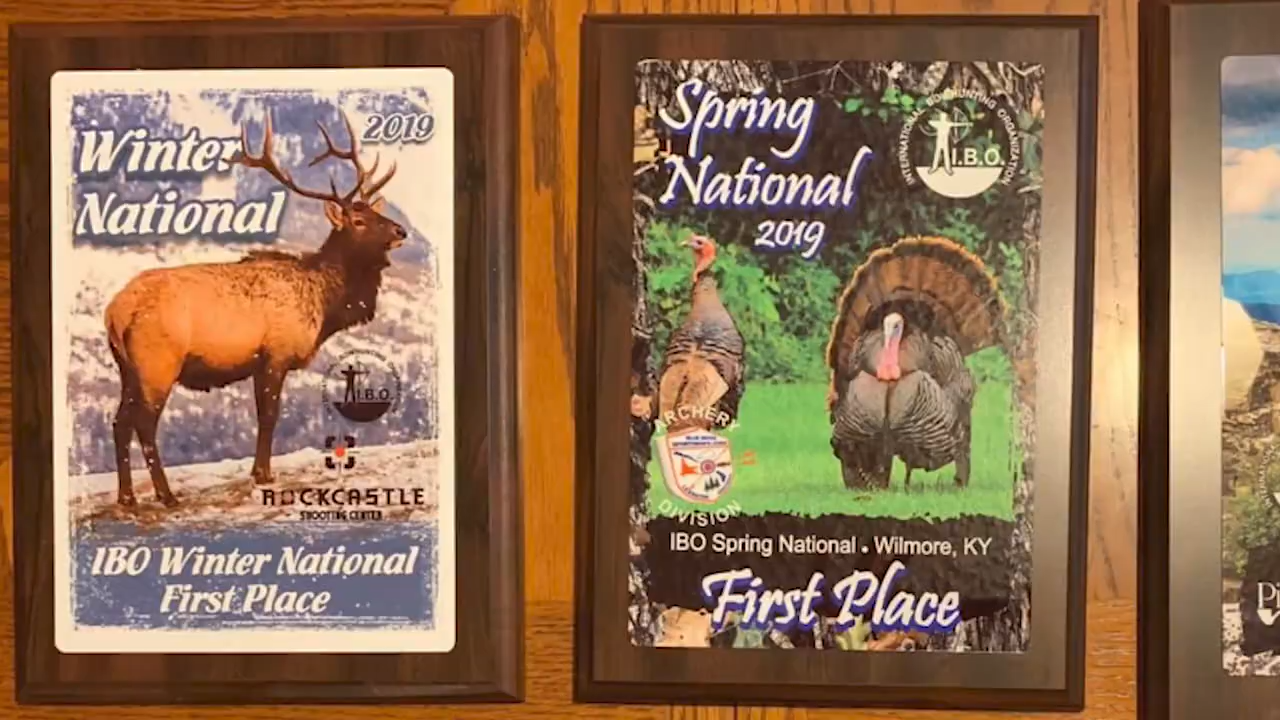 2019
Winter
National
I.B.O.
ROCKCASTLE
SHOOTING CENTER
IBO Winter National
First Place
Spring
National
2019
INTERNATIONAL BOWHUNTING ORGANIZATION
I.B.O.
ARCHERY
DIVISION
IBO Spring National . Wilmore, KY
First Place